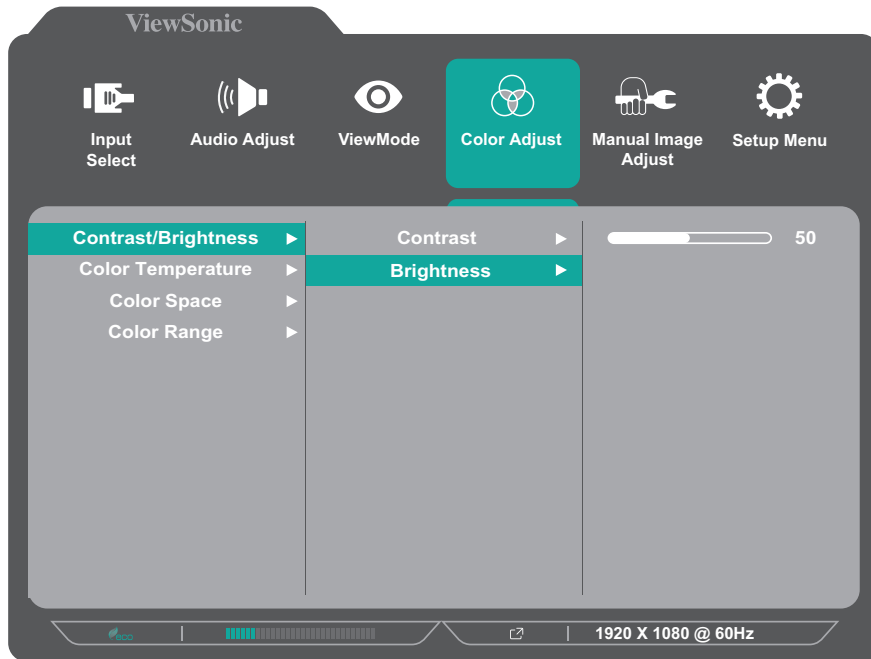 ViewSonic
Input
Select
Audio Adjust
ViewMode
Color Adjust
Manual Image
Adjust
Setup Menu
Contrast/Brightness
Contrast
50
Color Temperature
Brightness
Color Space
Color Range
eco
1920 X 1080 @ 60Hz